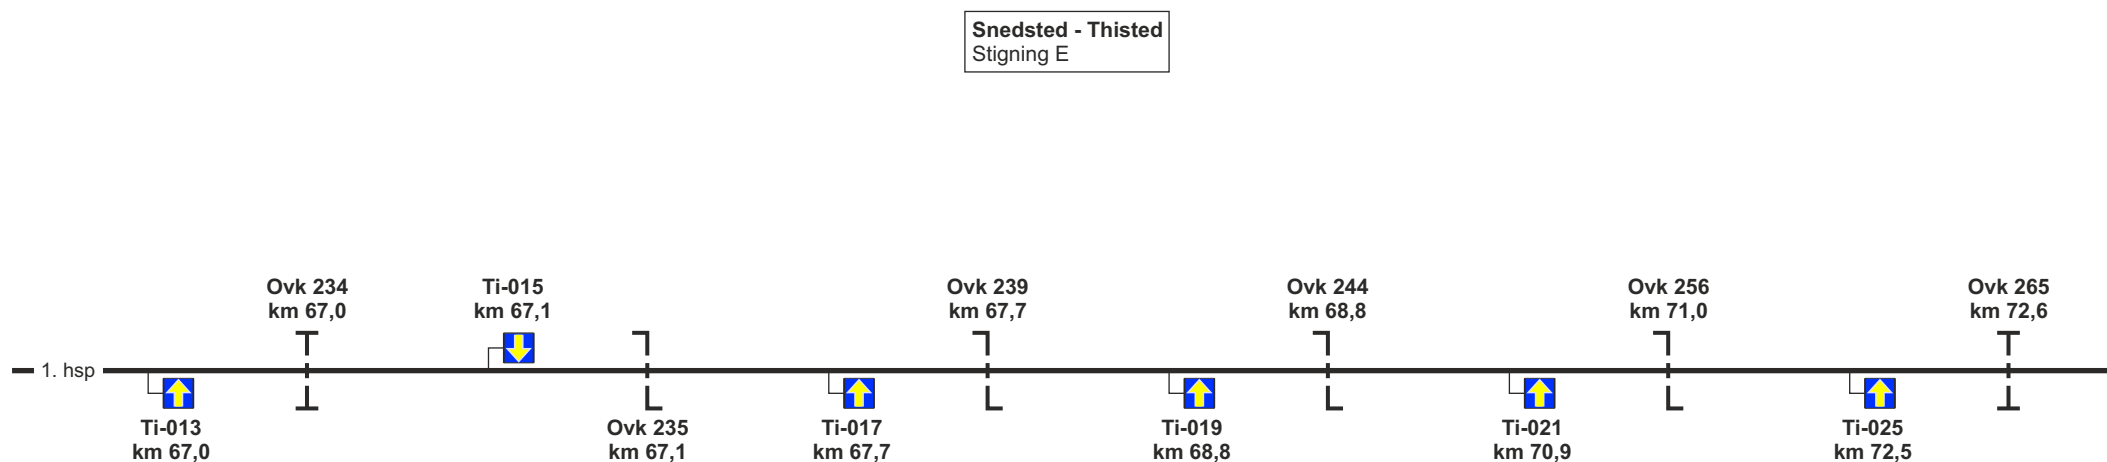 Snedsted - Thisted
Stigning E
Ovk 234
km 67,0
Ti-015
km 67,1
Ovk 239
km 67,7
Ovk 244
km 68,8
Ovk 256
km 71,0
Ovk 265
km 72,6
1. hsp
Ti-013
km 67,0
Ovk 235
km 67,1
Ti-017
km 67,7
Ti-019
km 68,8
Ti-021
km 70,9
Ti-025
km 72,5